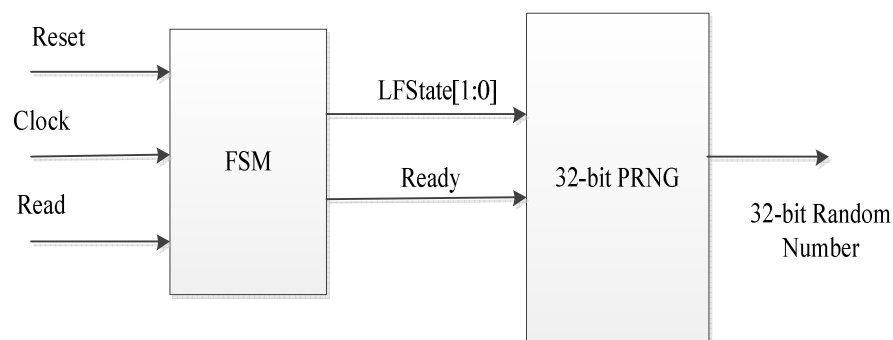 Reset
Clock
Read
FSM
LFState[1:0]
Ready
32-bit PRNG
32-bit Random
Number